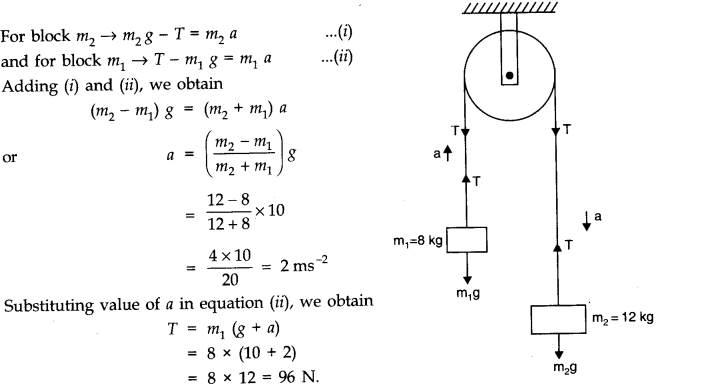 For block m₂ → m₂ g − T = m₂ a ...(i)
and for block m₁ → T − m₁ g = m₁ a ...(ii)
Adding (i) and (ii), we obtain
(m₂ − m₁) g = (m₂ + m₁) a
or a = ((m₂ − m₁)/(m₂ + m₁)) g
= (12 − 8)/(12 + 8) × 10
= (4 × 10)/20 = 2 ms⁻²
Substituting value of a in equation (ii), we obtain
T = m₁ (g + a)
= 8 × (10 + 2)
= 8 × 12 = 96 N.
T
T
a
T
a
T
m₁=8 kg
m₁g
m₂ = 12 kg
m₂g